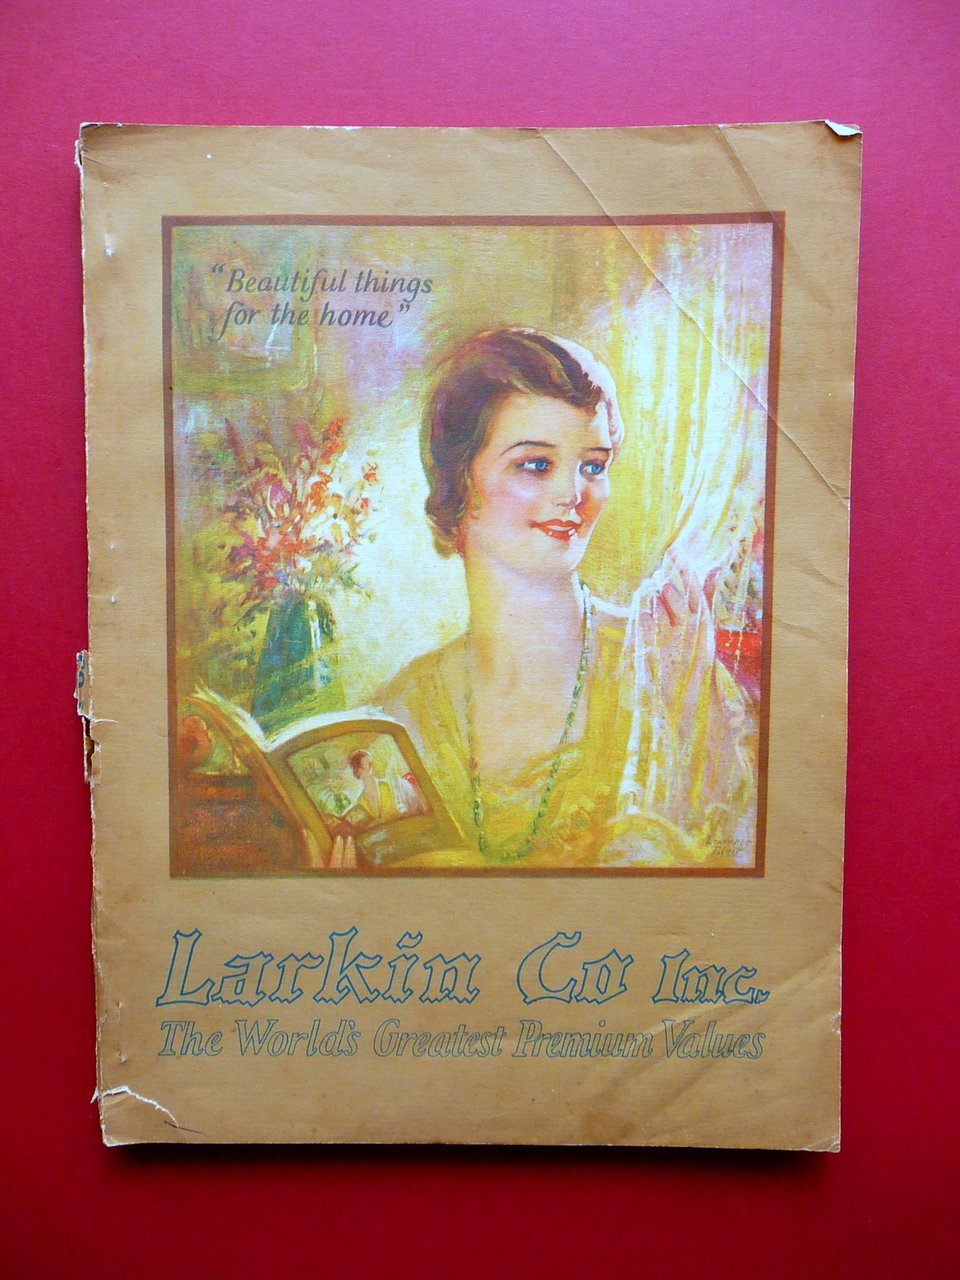 “Beautiful things
for the home”
Larkin Co Inc.
The World's Greatest Premium Values